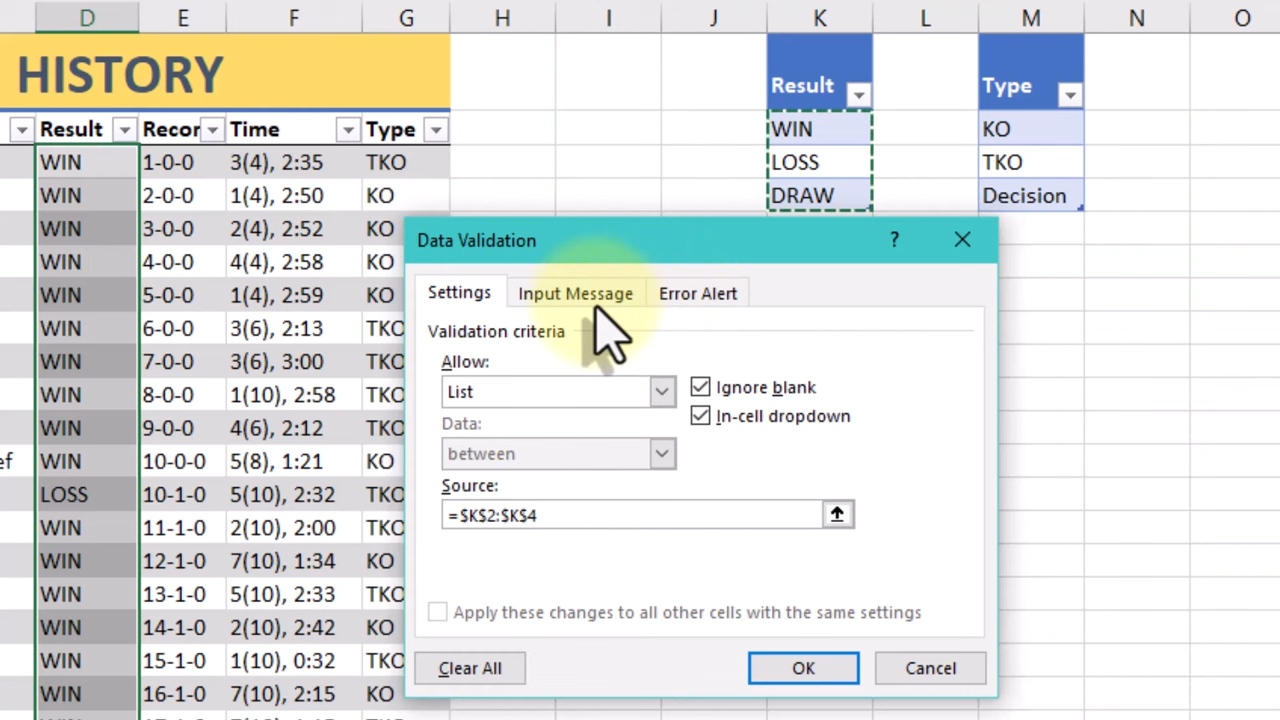 D E F G H I J K L M N O
HISTORY
Result Type
Result Recor Time Type
WIN KO
WIN 1-0-0 3(4), 2:35 TKO
LOSS TKO
WIN 2-0-0 1(4), 2:50 KO
DRAW Decision
WIN 3-0-0 2(4), 2:52 KO
WIN 4-0-0 4(4), 2:58 KO
WIN 5-0-0 1(4), 2:59 KO
WIN 6-0-0 3(6), 2:13 TKO
WIN 7-0-0 3(6), 3:00 TKO
WIN 8-0-0 1(10), 2:58 TKO
WIN 9-0-0 4(6), 2:12 TKO
ef WIN 10-0-0 5(8), 1:21 KO
LOSS 10-1-0 5(10), 2:32 TKO
WIN 11-1-0 2(10), 2:00 TKO
WIN 12-1-0 7(10), 1:34 KO
WIN 13-1-0 5(10), 2:33 TKO
WIN 14-1-0 2(10), 2:42 KO
WIN 15-1-0 1(10), 0:32 TKO
WIN 16-1-0 7(10), 2:15 KO
Data Validation ?
Settings Input Message Error Alert
Validation criteria
Allow:
List
Ignore blank
In-cell dropdown
Data:
between
Source:
=$K$2:$K$4
Apply these changes to all other cells with the same settings
Clear All OK Cancel